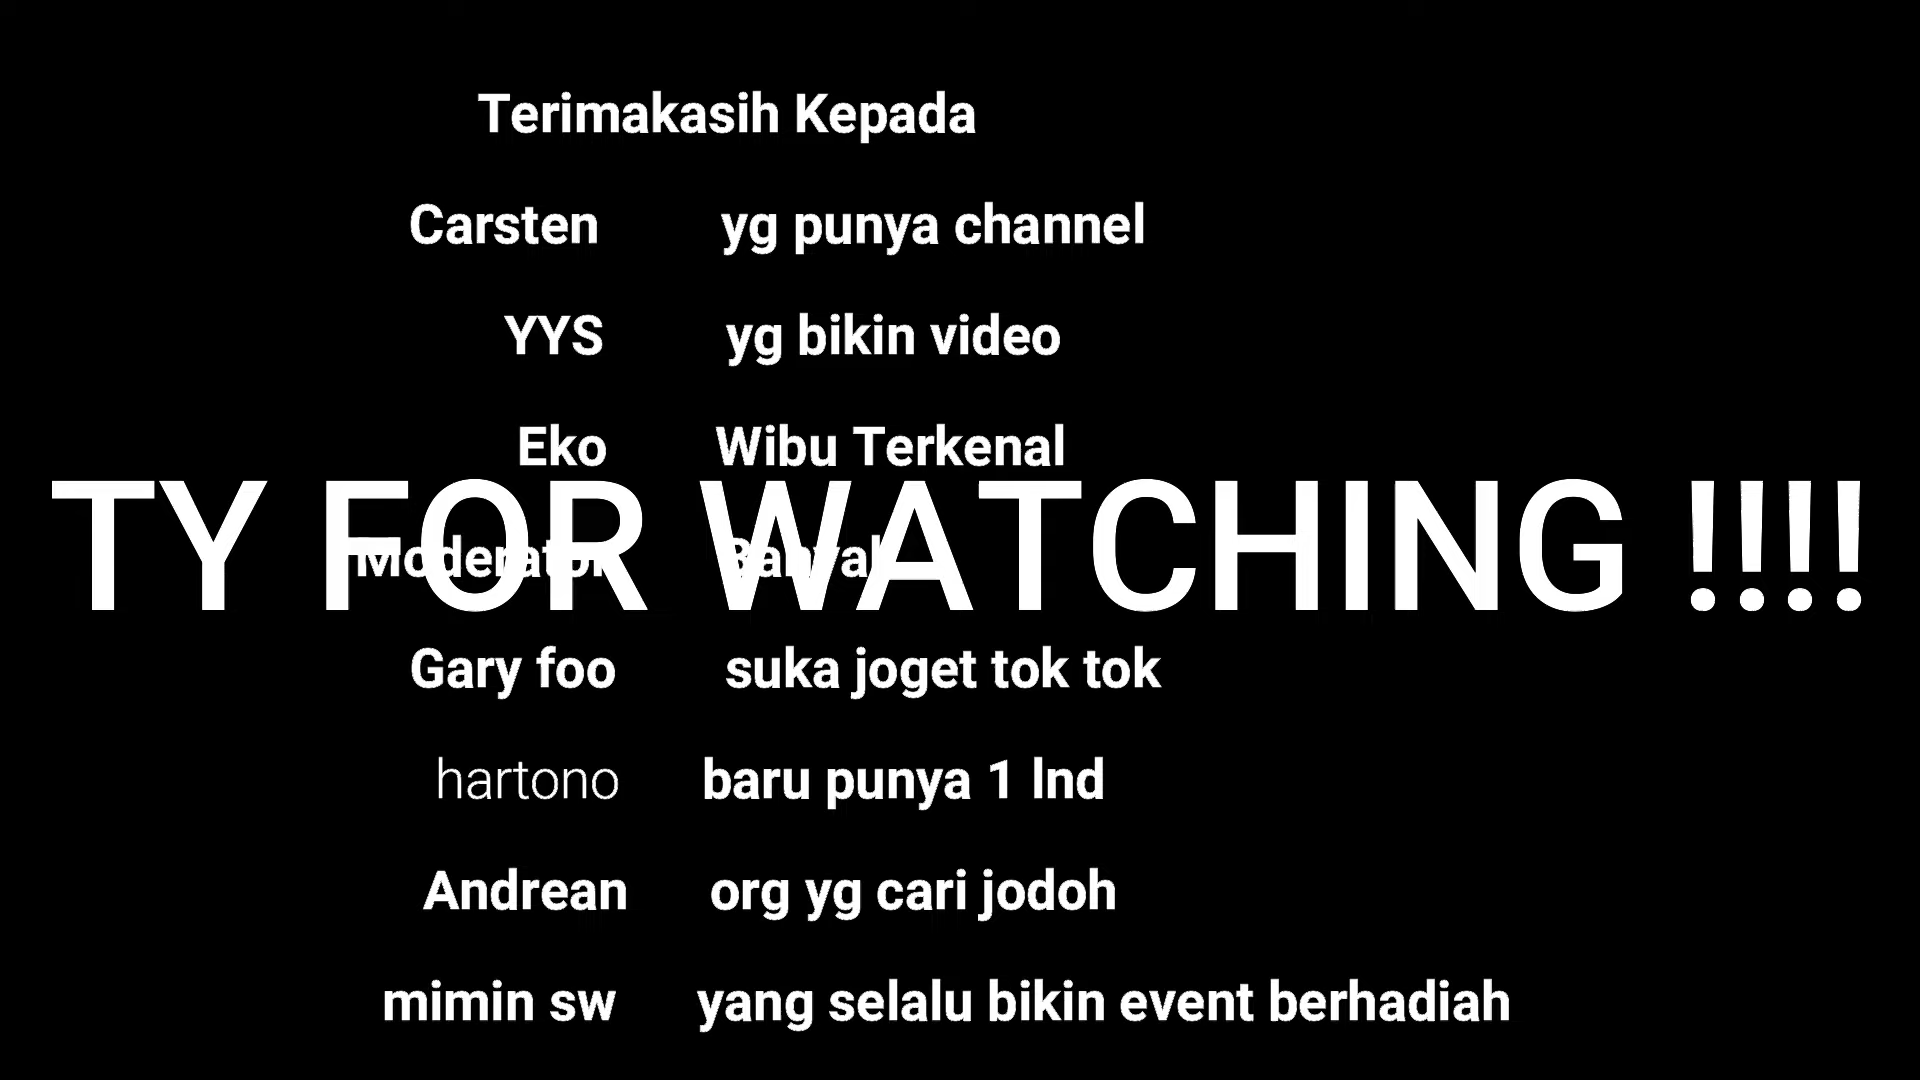 Terimakasih Kepada
Carsten yg punya channel
YYS yg bikin video
Eko Wibu Terkenal
TY FOR WATCHING !!!!
Moderator
Gary foo suka joget tok tok
hartono baru punya 1 lnd
Andrean org yg cari jodoh
mimin sw yang selalu bikin event berhadiah